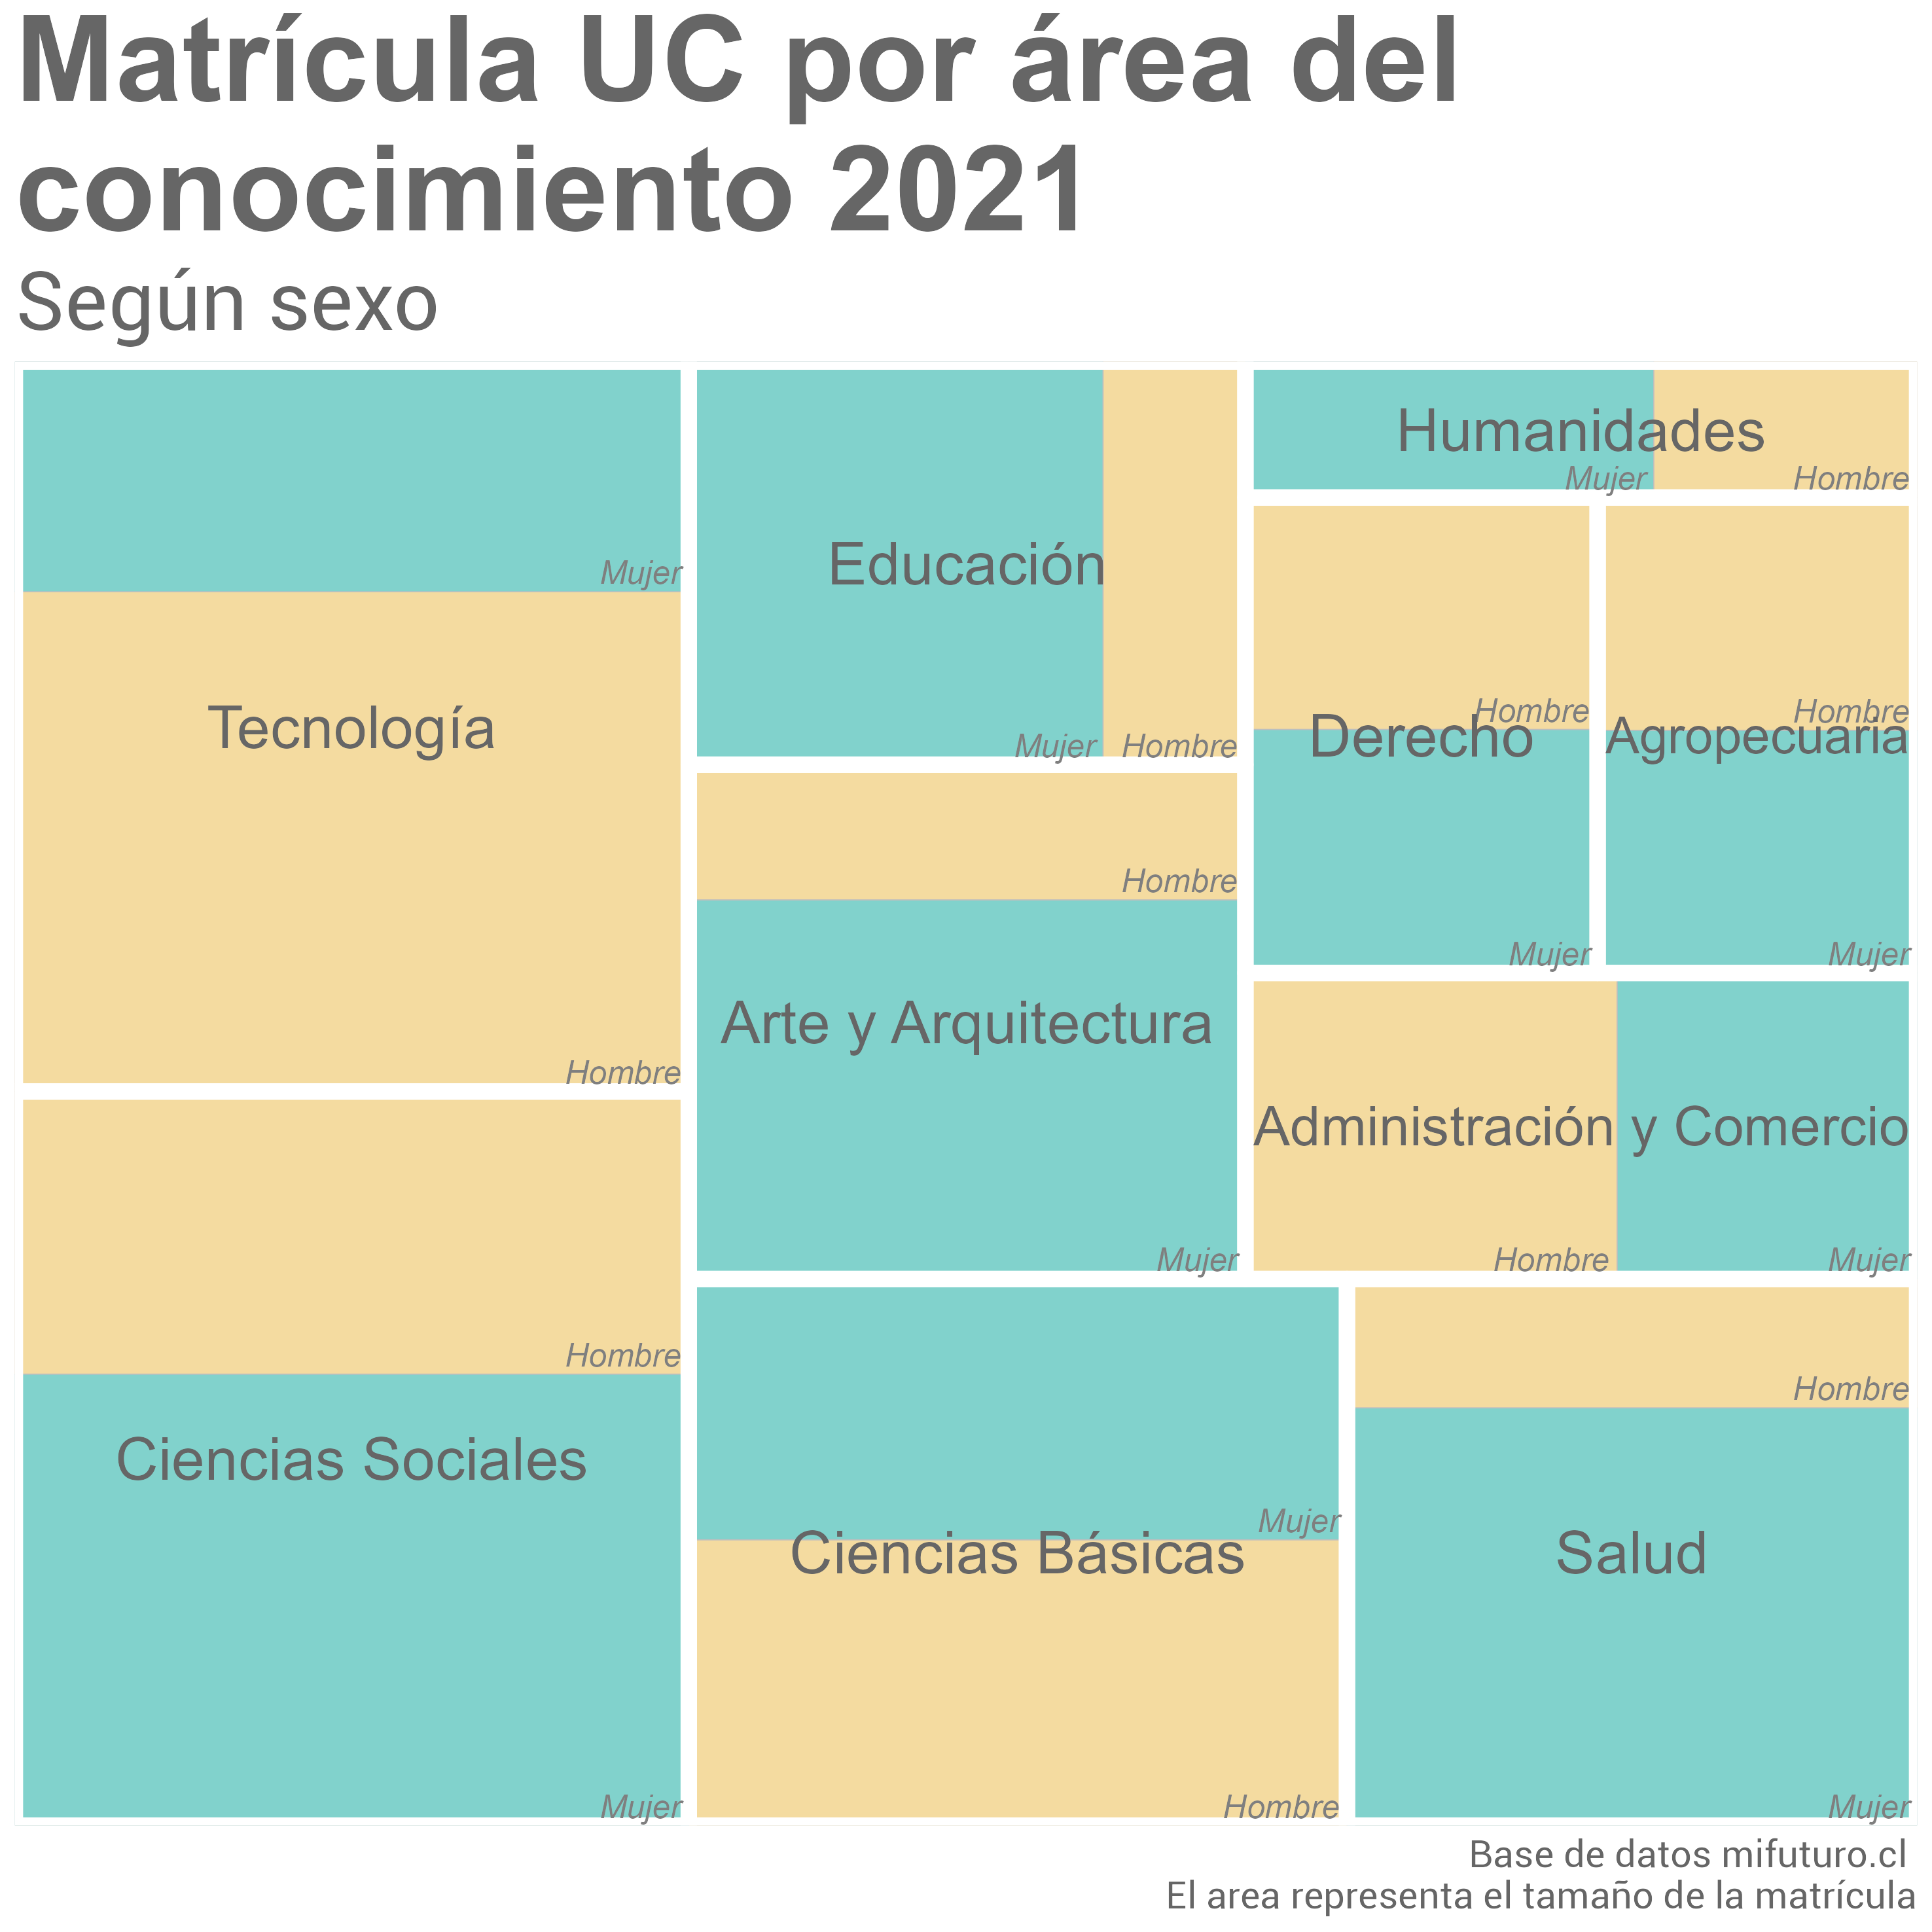 Matrícula UC por área del
conocimiento 2021
Según sexo
Mujer
Tecnología
Hombre
Hombre
Ciencias Sociales
Mujer
Educación
Mujer Hombre
Hombre
Arte y Arquitectura
Mujer
Humanidades
Mujer Hombre
Hombre
Derecho
Mujer
Hombre
Agropecuaria
Mujer
Administración y Comercio
Hombre Mujer
Mujer
Ciencias Básicas
Hombre
Hombre
Salud
Mujer
Base de datos mifuturo.cl
El area representa el tamaño de la matrícula